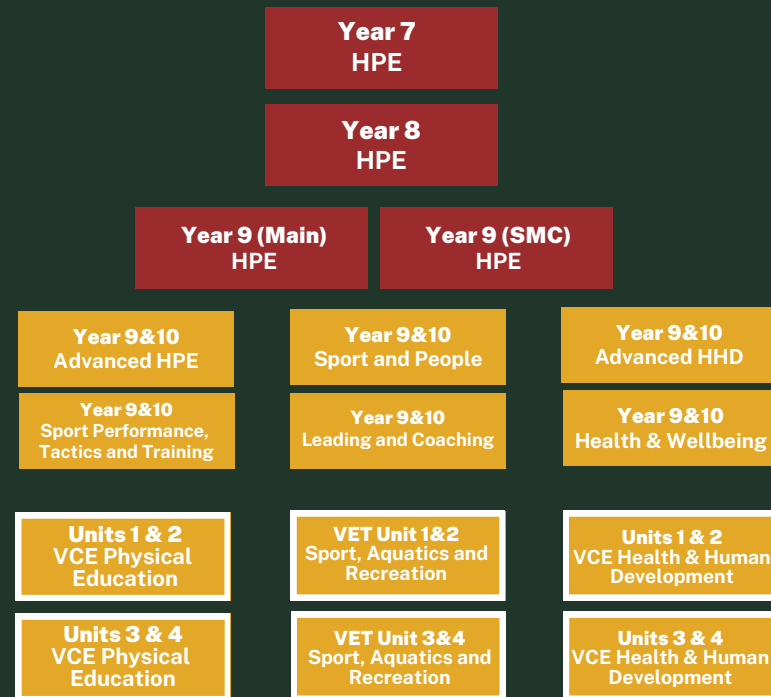 Year 7
HPE
Year 8
HPE
Year 9 (Main)
HPE
Year 9 (SMC)
HPE
Year 9&10
Advanced HPE
Year 9&10
Sport and People
Year 9&10
Advanced HHD
Year 9&10
Sport Performance,
Tactics and Training
Year 9&10
Leading and Coaching
Year 9&10
Health & Wellbeing
Units 1 & 2
VCE Physical
Education
VET Unit 1&2
Sport, Aquatics and
Recreation
Units 1 & 2
VCE Health & Human
Development
Units 3 & 4
VCE Physical
Education
VET Unit 3&4
Sport, Aquatics and
Recreation
Units 3 & 4
VCE Health & Human
Development